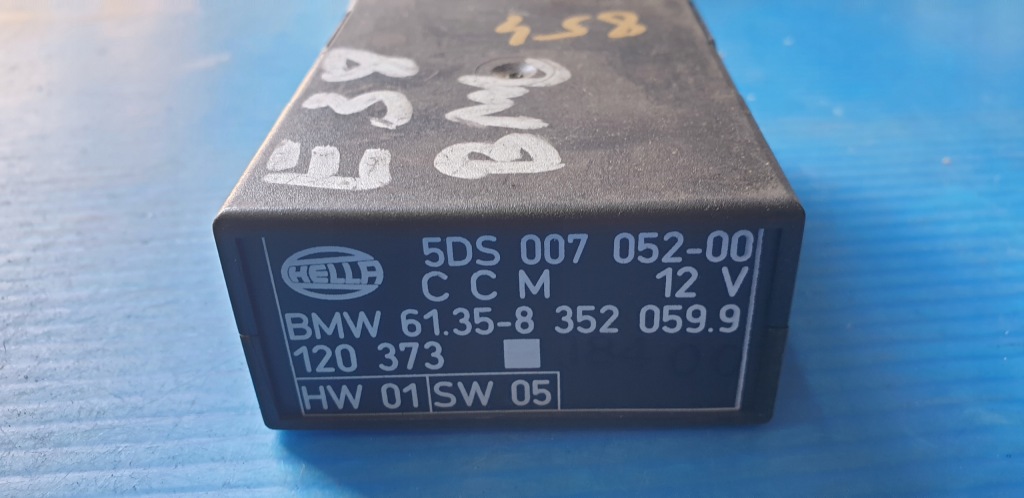 854
E38
BMW
HELLA
5DS 007 052-00
C C M 12 V
BMW 61.35-8 352 059.9
120 373
HW 01 SW 05